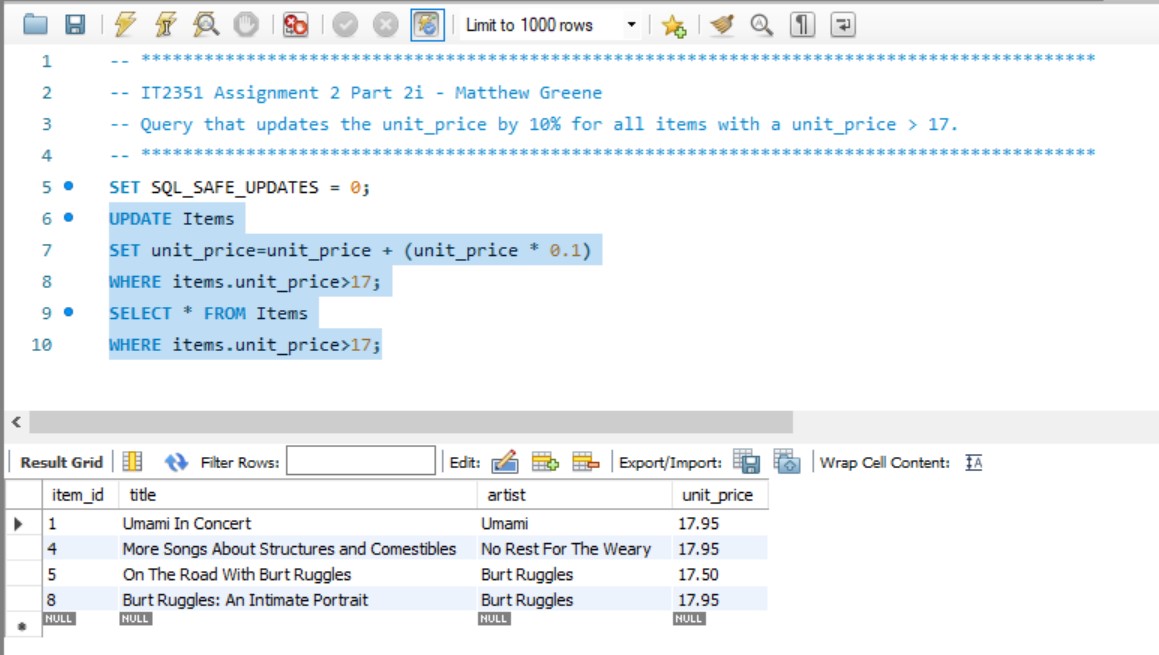 Limit to 1000 rows
1 -- *******************************************************************************************
2 -- IT2351 Assignment 2 Part 2i - Matthew Greene
3 -- Query that updates the unit_price by 10% for all items with a unit_price > 17.
4 -- *******************************************************************************************
5 SET SQL_SAFE_UPDATES = 0;
6 UPDATE Items
7 SET unit_price=unit_price + (unit_price * 0.1)
8 WHERE items.unit_price>17;
9 SELECT * FROM Items
10 WHERE items.unit_price>17;
Result Grid Filter Rows: Edit: Export/Import: Wrap Cell Content: IA
item_id title artist unit_price
1 Umami In Concert Umami 17.95
4 More Songs About Structures and Comestibles No Rest For The Weary 17.95
5 On The Road With Burt Ruggles Burt Ruggles 17.50
8 Burt Ruggles: An Intimate Portrait Burt Ruggles 17.95
NULL NULL NULL NULL